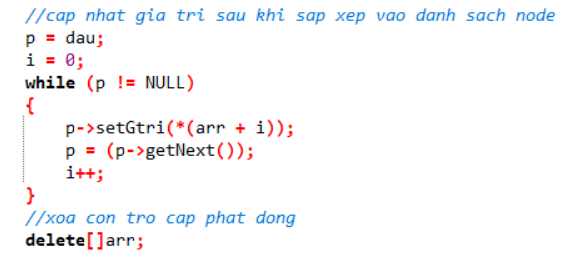 //cap nhat gia tri sau khi sap xep vao danh sach node
p = dau;
i = 0;
while (p != NULL)
{
p->setGtri(*(arr + i));
p = (p->getNext());
i++;
}
//xoa con tro cap phat dong
delete[]arr;